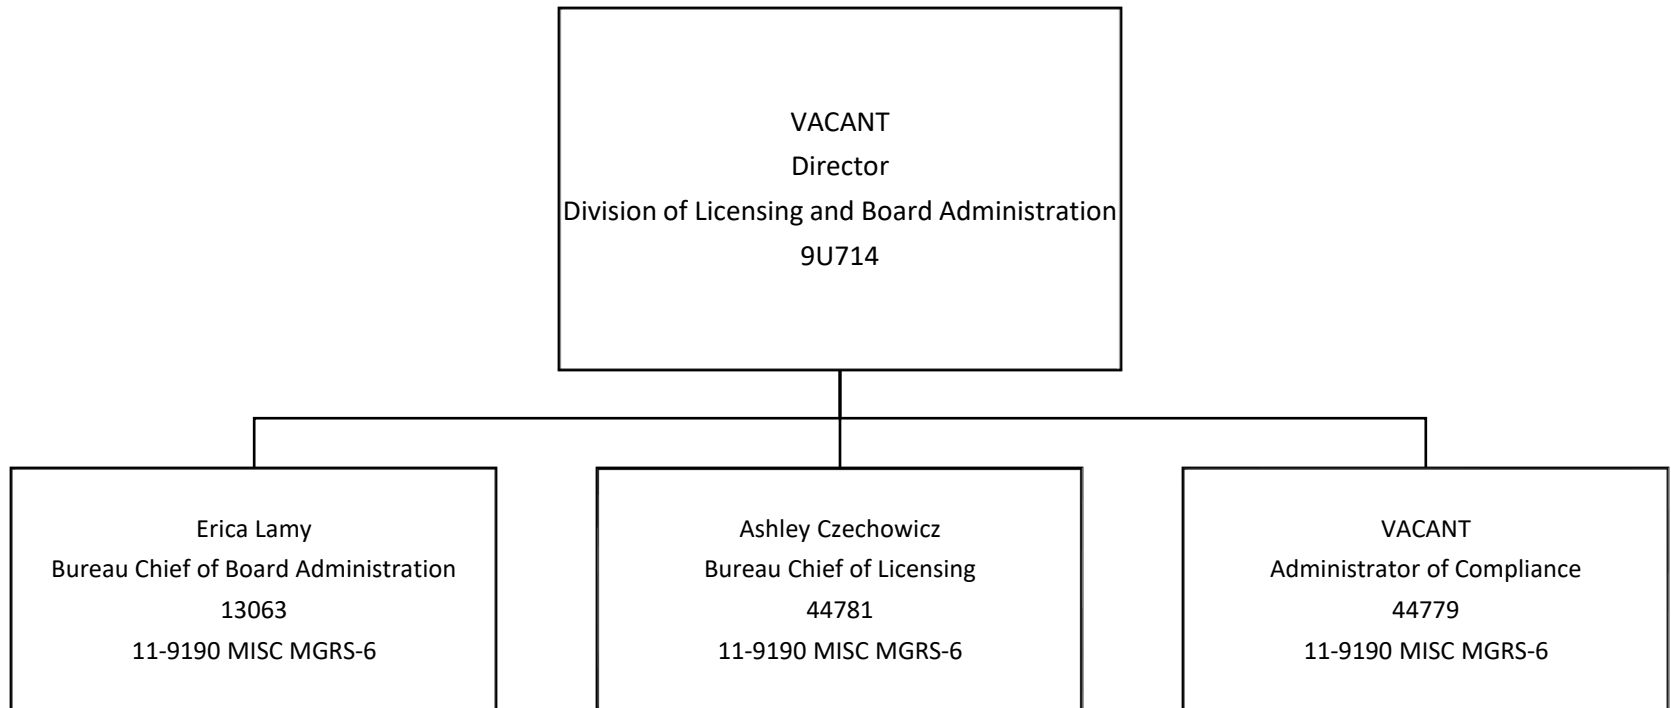 VACANT
Director
Division of Licensing and Board Administration
9U714
Erica Lamy
Bureau Chief of Board Administration
13063
11-9190 MISC MGRS-6
Ashley Czechowicz
Bureau Chief of Licensing
44781
11-9190 MISC MGRS-6
VACANT
Administrator of Compliance
44779
11-9190 MISC MGRS-6